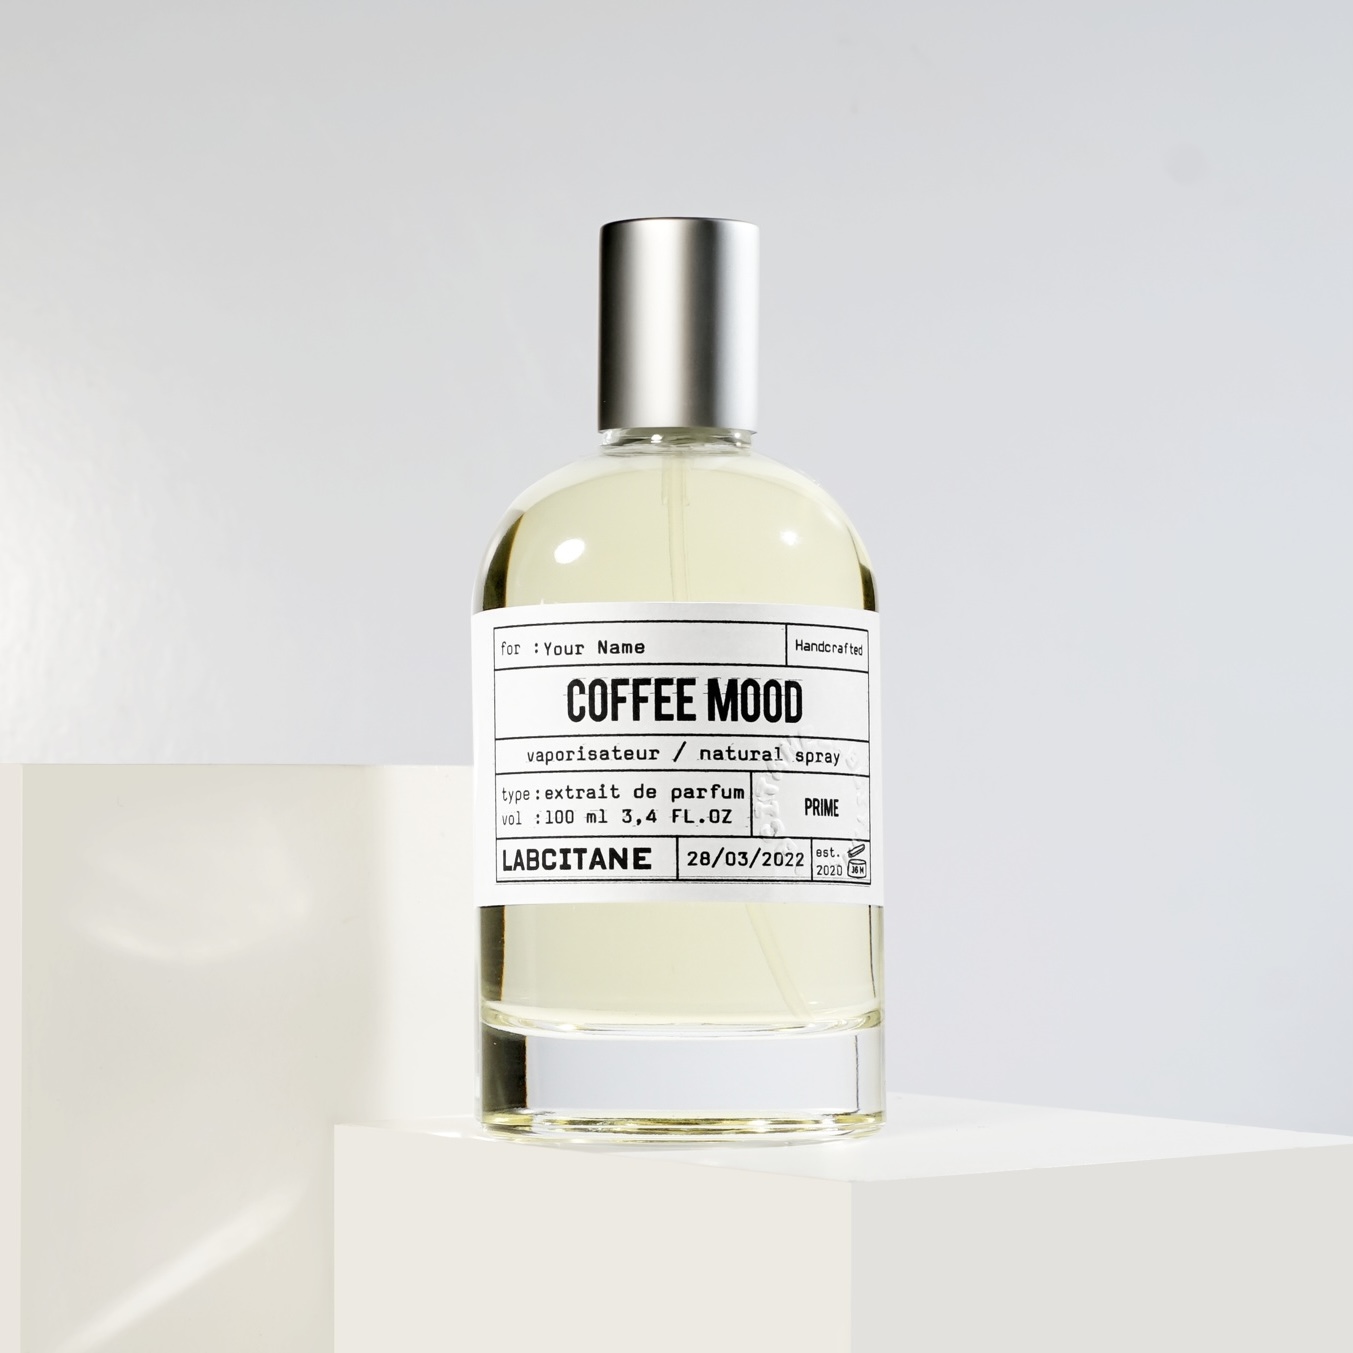 for :Your Name
Handcrafted
COFFEE MOOD
vaporisateur / natural spray
type:extrait de parfum
vol :100 ml 3,4 FL.OZ
PRIME
LABCITANE
28/03/2022
est.
2020
36 M